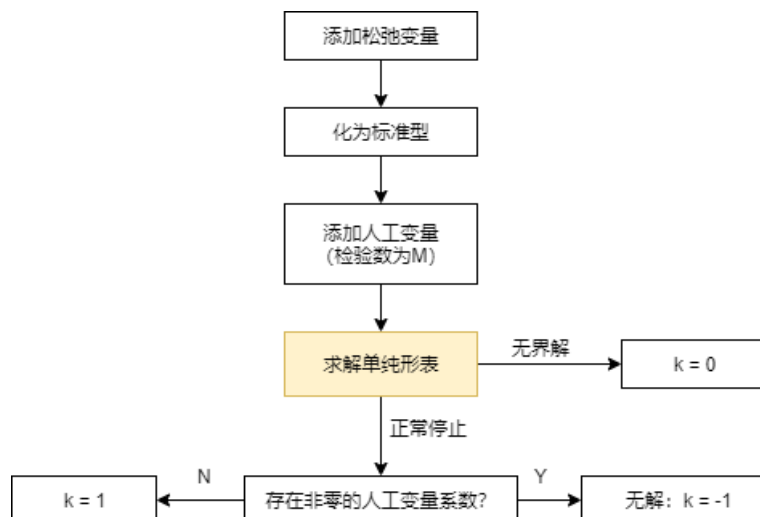 添加松弛变量
化为标准型
添加人工变量
(检验数为M)
求解单纯形表
无界解
k = 0
正常停止
k = 1
N
存在非零的人工变量系数?
Y
无解: k = -1